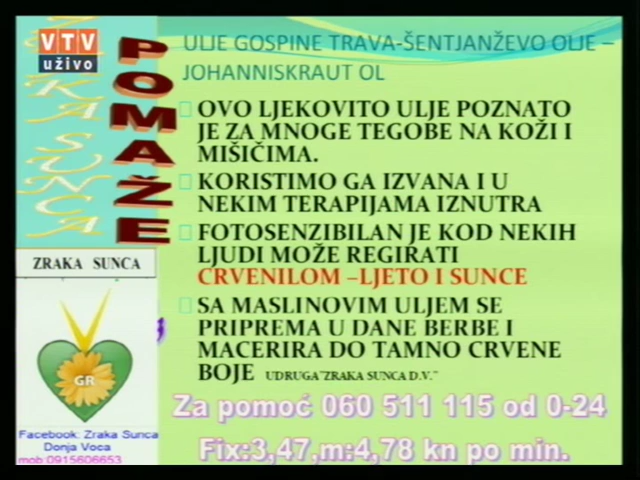 VTV
uživo
ZRAKA SUNCA
POMAŽE
ULJE GOSPINE TRAVA-ŠENTJANŽEVO OLJE –
JOHANNISKRAUT OL
OVO LJEKOVITO ULJE POZNATO
JE ZA MNOGE TEGOBE NA KOŽI I
MIŠIČIMA.
KORISTIMO GA IZVANA I U
NEKIM TERAPIJAMA IZNUTRA
FOTOSENZIBILAN JE KOD NEKIH
LJUDI MOŽE REGIRATI
CRVENILOM –LJETO I SUNCE
SA MASLINOVIM ULJEM SE
PRIPREMA U DANE BERBE I
MACERIRA DO TAMNO CRVENE
BOJE UDRUGA"ZRAKA SUNCA D.V."
ZRAKA SUNCA
GR
Facebook: Zraka Sunca
Donja Voca
mob:0915606653
Za pomoć 060 511 115 od 0-24
Fix:3,47,m:4,78 kn po min.